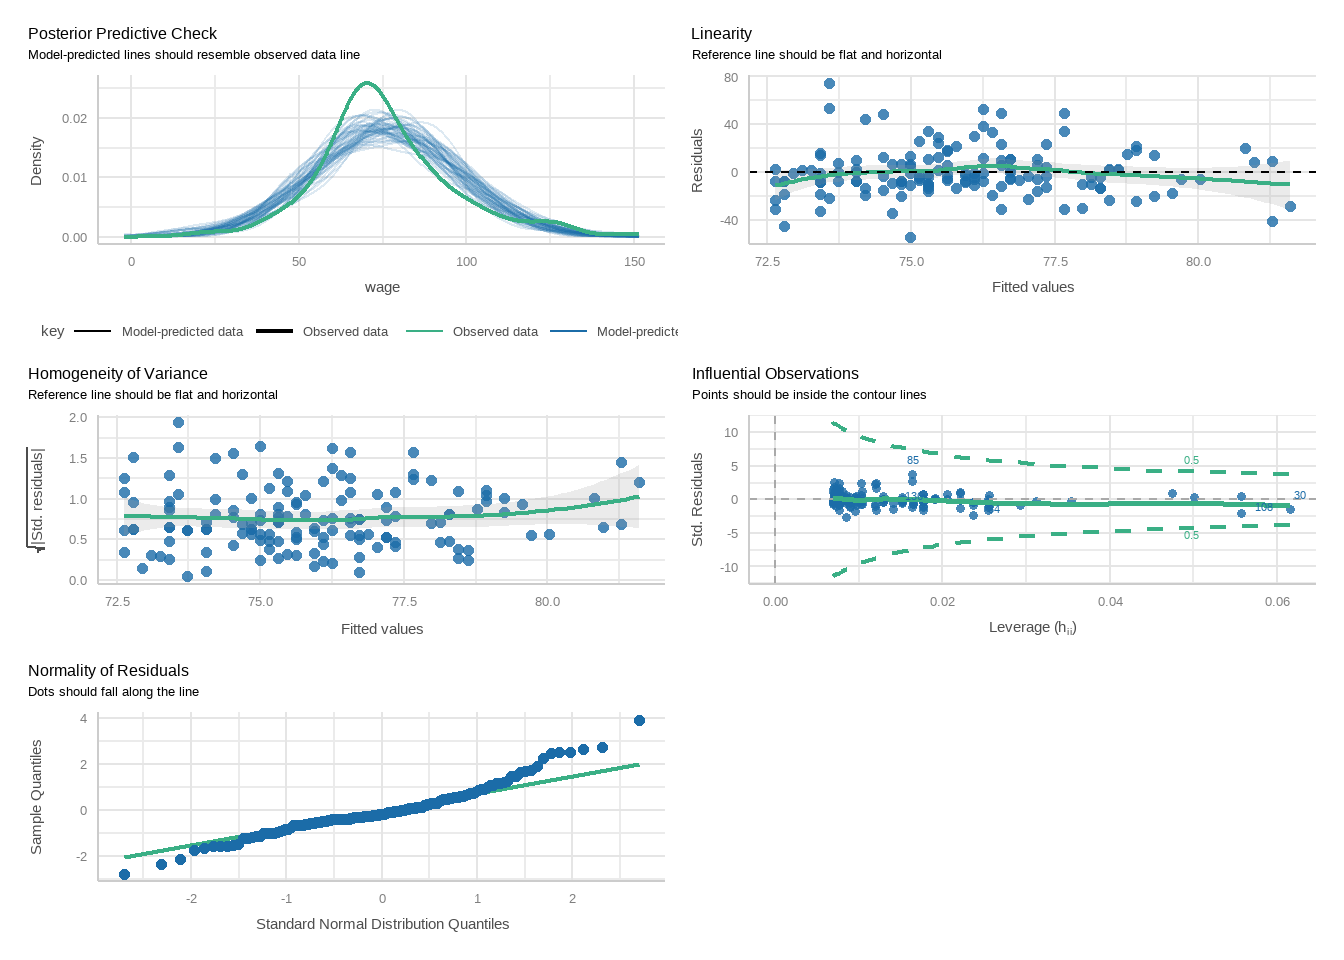 Posterior Predictive Check
Model-predicted lines should resemble observed data line
Density
0.02
0.01
0.00
0
50
100
150
wage
key
Model-predicted data
Observed data
Observed data
Model-predicte
Linearity
Reference line should be flat and horizontal
Residuals
80
40
0
-40
72.5
75.0
77.5
80.0
Fitted values
Homogeneity of Variance
Reference line should be flat and horizontal
√|Std. residuals|
2.0
1.5
1.0
0.5
0.0
72.5
75.0
77.5
80.0
Fitted values
Influential Observations
Points should be inside the contour lines
Std. Residuals
10
5
0
-5
-10
85
0.5
30
108
0.5
0.00
0.02
0.04
0.06
Leverage (hii)
Normality of Residuals
Dots should fall along the line
Sample Quantiles
4
2
0
-2
-2
-1
0
1
2
Standard Normal Distribution Quantiles